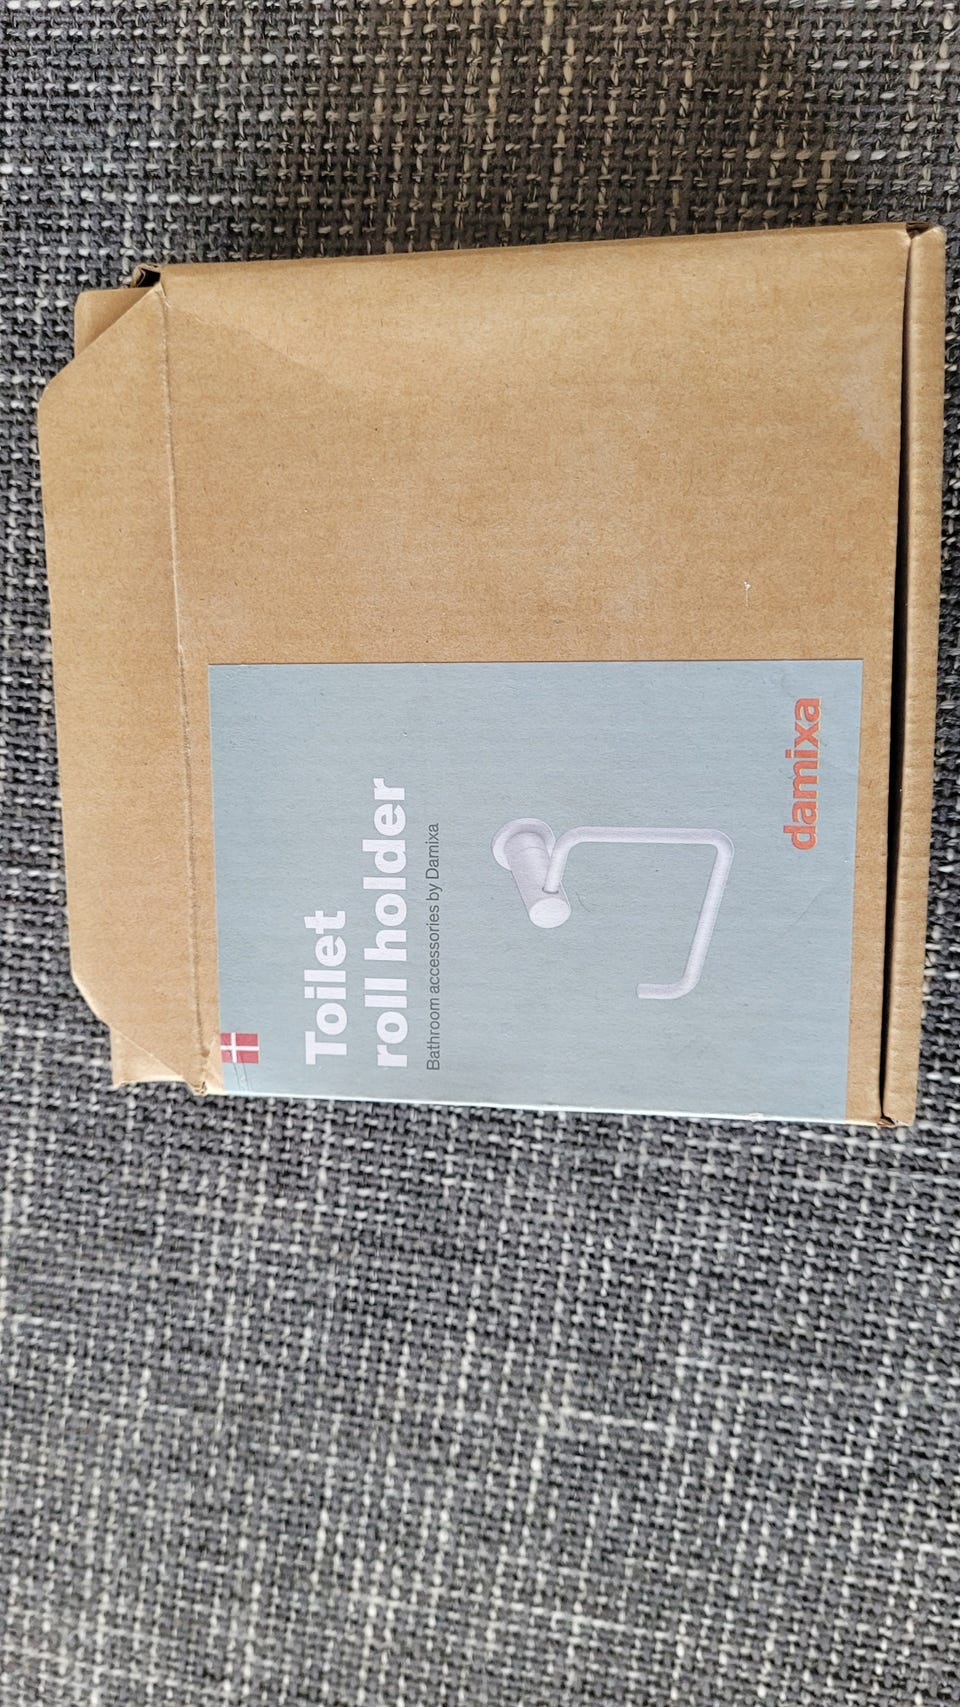 Toilet
roll holder
Bathroom accessories by Damixa
damixa